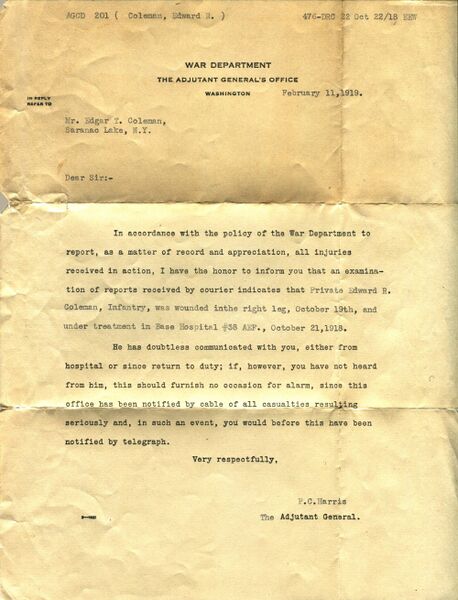 AGCD 201 ( Coleman, Edward R. ) 476-DRC 22 Oct 22/18 EEW
WAR DEPARTMENT
THE ADJUTANT GENERAL'S OFFICE
WASHINGTON
February 11,1919.
IN REPLY
REFER TO
Mr. Edgar T. Coleman,
Saranac Lake, N.Y.
Dear Sir:-
In accordance with the policy of the War Department to
report, as a matter of record and appreciation, all injuries
received in action, I have the honor to inform you that an examina-
tion of reports received by courier indicates that Private Edward R.
Coleman, Infantry, was wounded inthe right leg, October 19th, and
under treatment in Base Hospital #38 AEF., October 21,1918.
He has doubtless communicated with you, either from
hospital or since return to duty; if, however, you have not heard
from him, this should furnish no occasion for alarm, since this
office has been notified by cable of all casualties resulting
seriously and, in such an event, you would before this have been
notified by telegraph.
Very respectfully,
P.C.Harris
The Adjutant General.